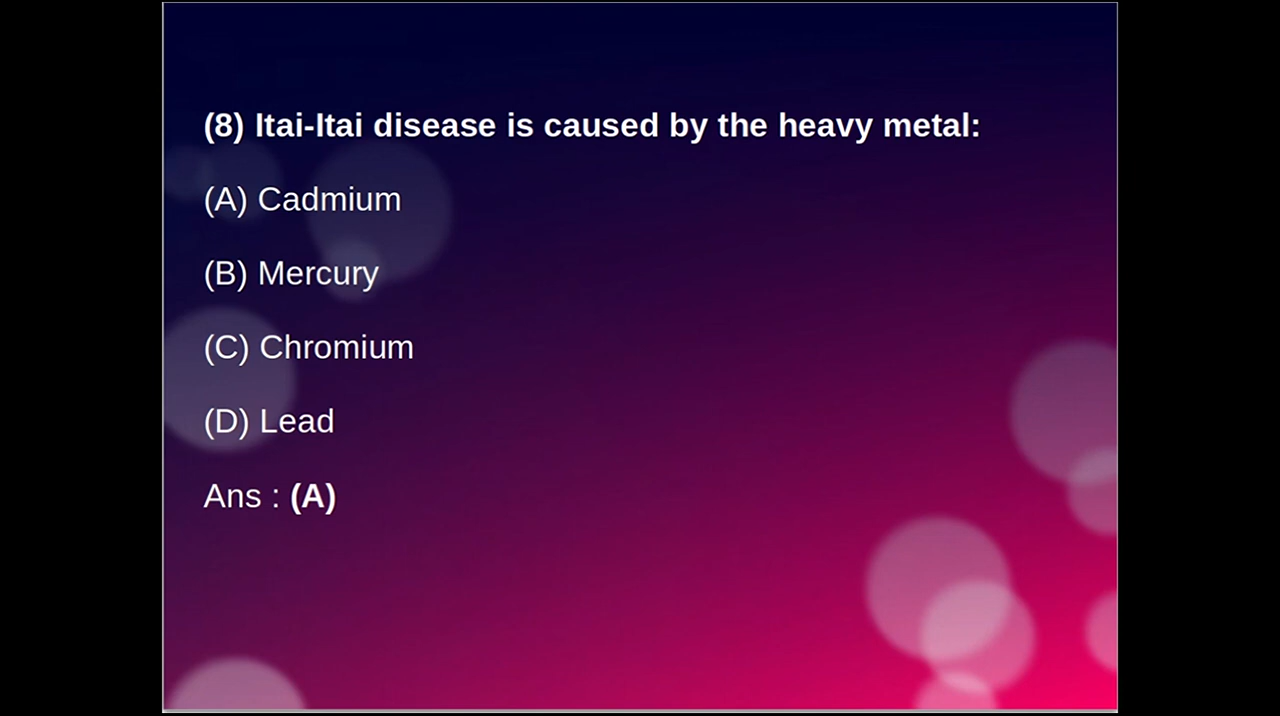 (8) Itai-Itai disease is caused by the heavy metal:
(A) Cadmium
(B) Mercury
(C) Chromium
(D) Lead
Ans : (A)